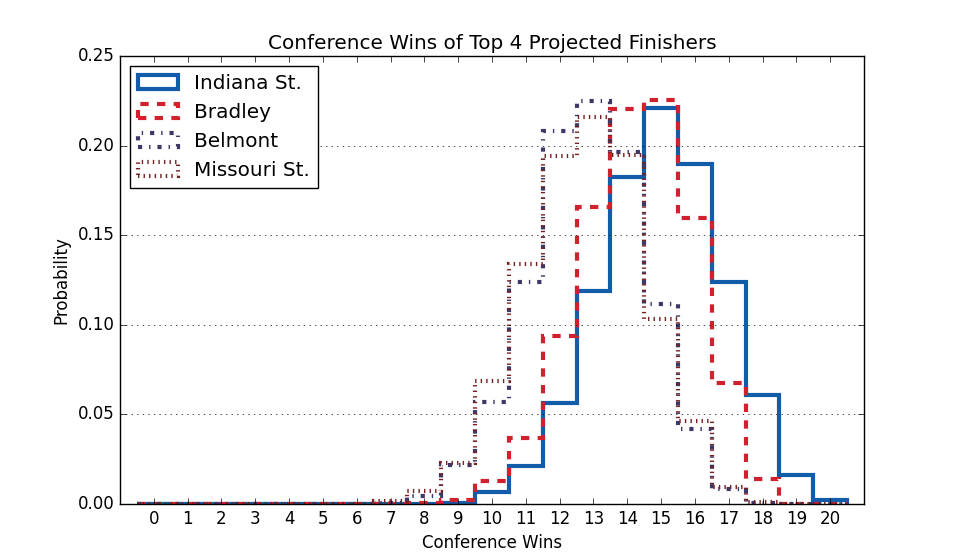 Conference Wins of Top 4 Projected Finishers
0.25
0.20
0.15
0.10
0.05
0.00
Probability
Indiana St.
Bradley
Belmont
Missouri St.
0 1 2 3 4 5 6 7 8 9 10 11 12 13 14 15 16 17 18 19 20
Conference Wins